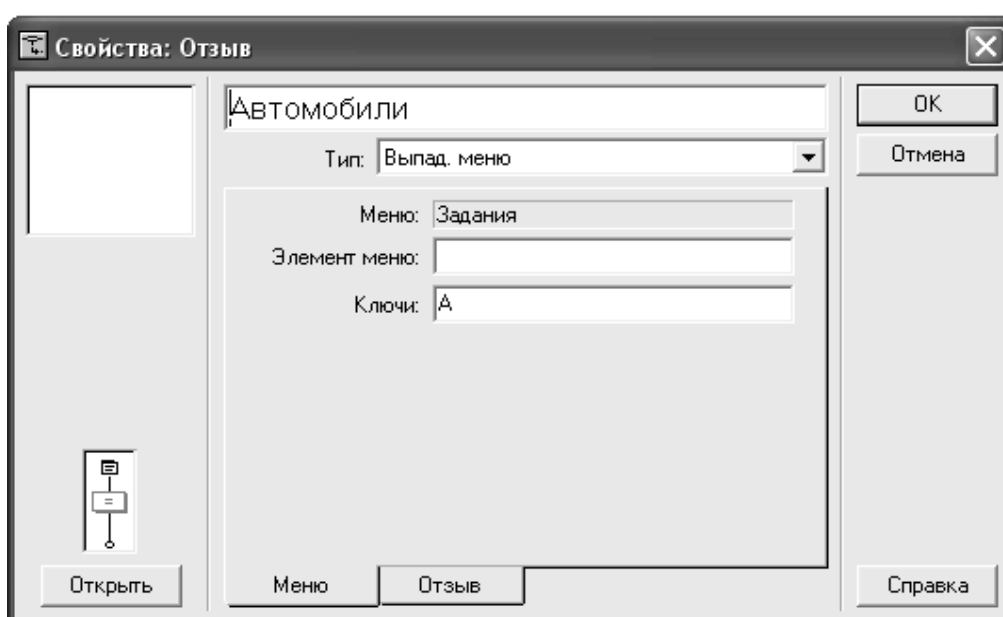 Свойства: Отзыв
Автомобили
OK
Тип: Выпад. меню
Отмена
Меню: Задания
Элемент меню:
Ключи: А
=
Открыть
Меню
Отзыв
Справка